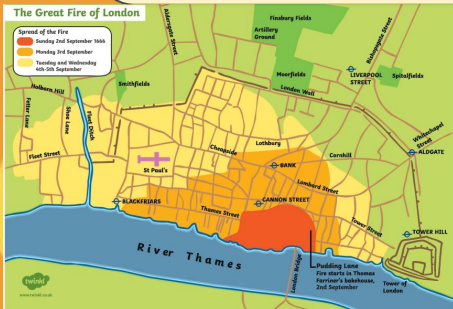 The Great Fire of London
Spread of the Fire
Sunday 2nd September 1666
Monday 3rd September
Tuesday and Wednesday
4th-5th September
Aldersgate Street
Finsbury Fields
Artillery
Ground
Bishopsgate Street
Moorfields
LIVERPOOL
STREET
Spitalfields
Smithfields
London Wall
Holborn Hill
Fetter Lane
Shoe Lane
Fleet Ditch
Whitechapel
Street
ALDGATE
Fleet Street
Cheapside
Lothbury
Cornhill
St Paul's
BANK
Lombard Street
BLACKFRIARS
Thames Street
CANNON STREET
Tower Street
TOWER HILL
River Thames
London Bridge
Pudding Lane
Fire starts in Thomas
Farriner's bakehouse,
2nd September
Tower of
London
twinkl
www.twinkl.co.uk